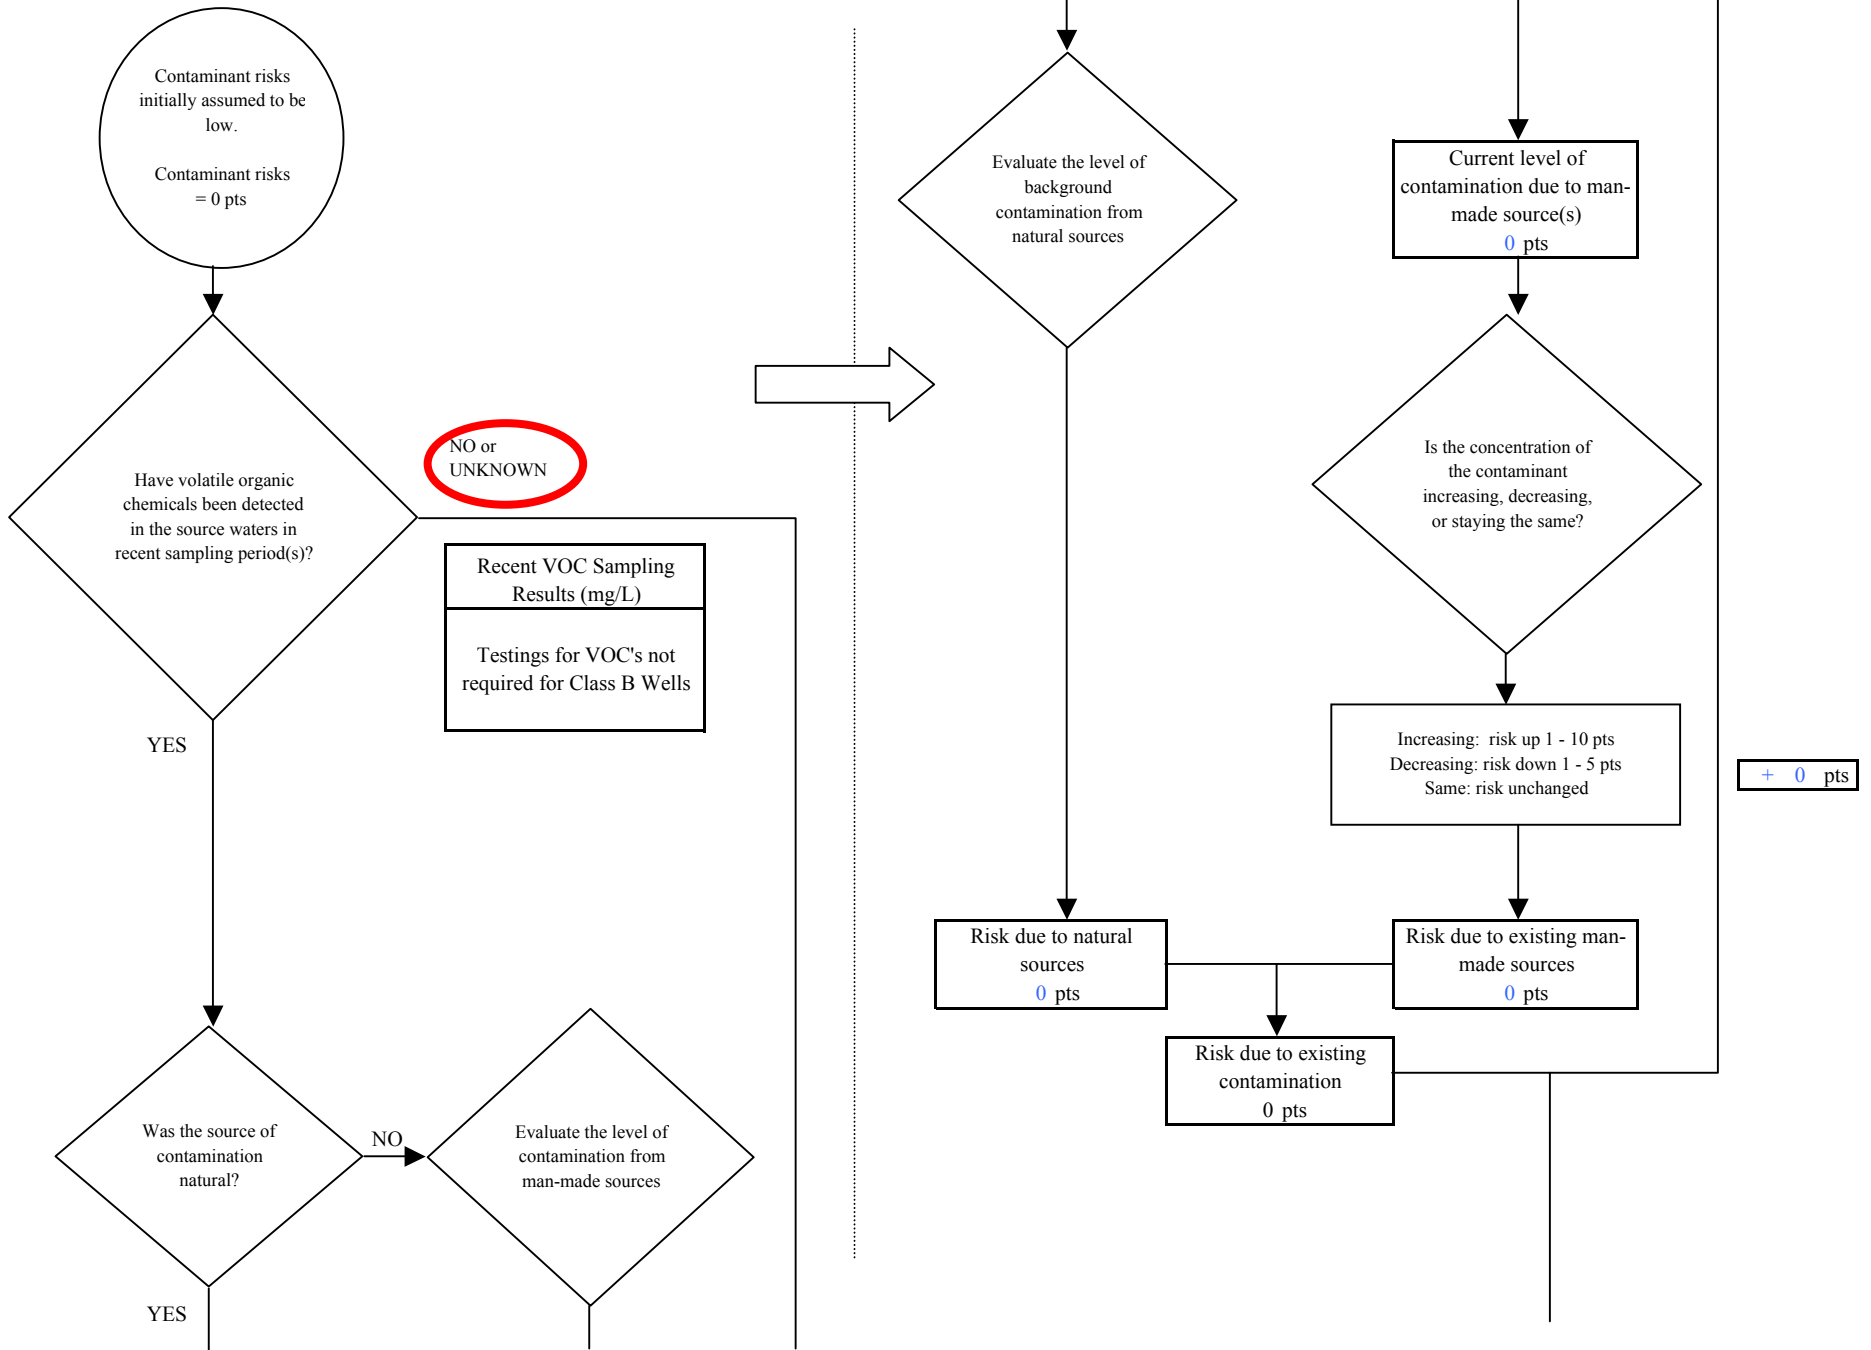 Contaminant risks
initially assumed to be
low.
Contaminant risks
= 0 pts
Have volatile organic
chemicals been detected
in the source waters in
recent sampling period(s)?
NO or
UNKNOWN
Recent VOC Sampling
Results (mg/L)
Testings for VOC's not
required for Class B Wells
YES
Was the source of
contamination
natural?
NO
Evaluate the level of
contamination from
man-made sources
YES
Evaluate the level of
background
contamination from
natural sources
Current level of
contamination due to man-
made source(s)
0 pts
Is the concentration of
the contaminant
increasing, decreasing,
or staying the same?
Increasing: risk up 1 - 10 pts
Decreasing: risk down 1 - 5 pts
Same: risk unchanged
+ 0 pts
Risk due to natural
sources
0 pts
Risk due to existing man-
made sources
0 pts
Risk due to existing
contamination
0 pts